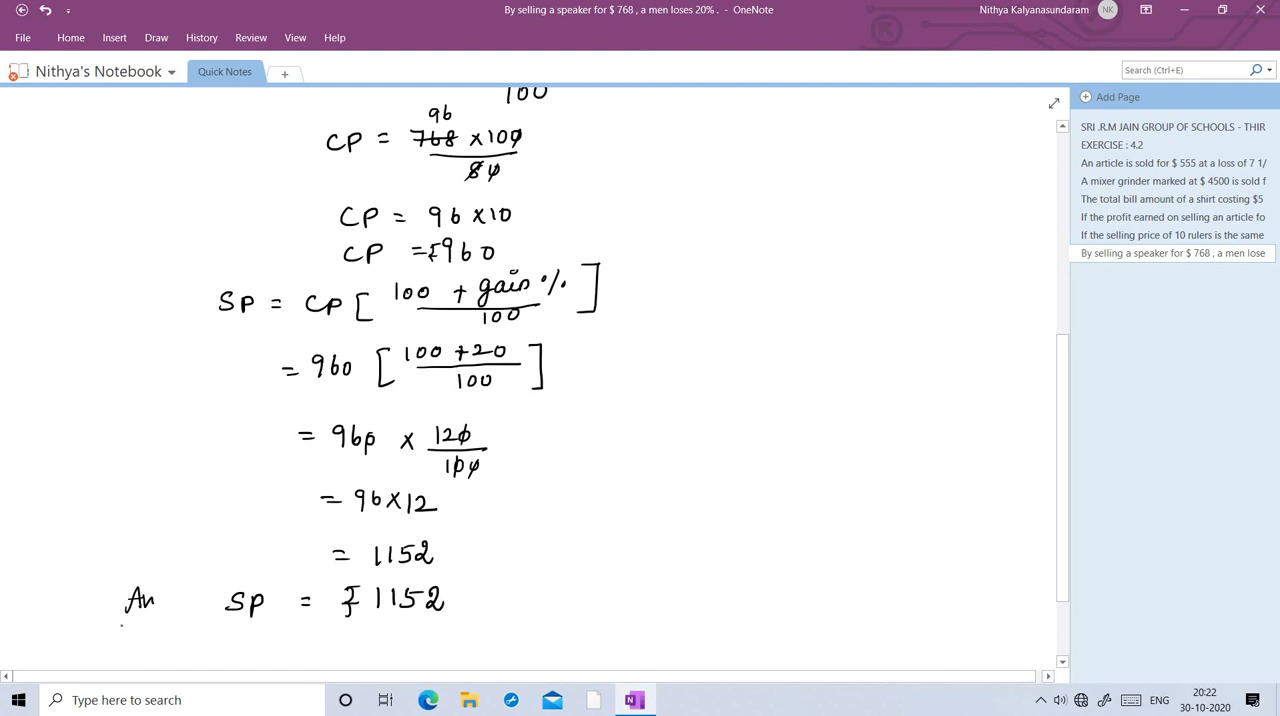 By selling a speaker for $ 768, a men loses 20% . - OneNote
Nithya Kalyanasundaram NK
File Home Insert Draw History Review View Help
Nithya's Notebook Quick Notes +
Search (Ctrl+E)
Add Page
SRI .R.M JAIN GROUP OF SCHOOLS - THIR
EXERCISE : 4.2
An article is sold for $ 555 at a loss of 7 1/
A mixer grinder marked at $ 4500 is sold f
The total bill amount of a shirt costing $5
If the profit earned on selling an article fo
If the selling price of 10 rulers is the same
By selling a speaker for $ 768 , a men lose
100
96
CP = 768 × 100
80
CP = 96 × 10
CP = ₹960
SP = CP [ 100 + gain % ]
100
= 960 [ 100 + 20 ]
100
= 960 × 120
100
= 96 × 12
= 1152
An SP = ₹ 1152
Type here to search
ENG
20:22
30-10-2020